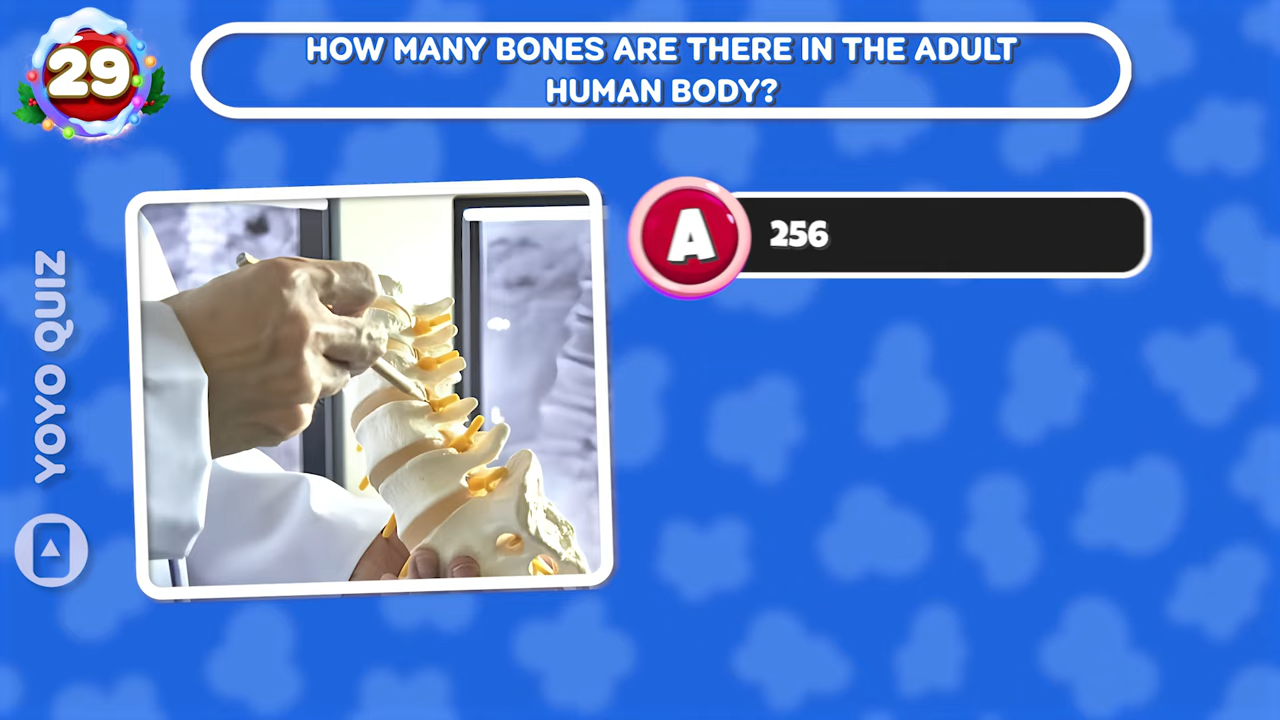 29
HOW MANY BONES ARE THERE IN THE ADULT
HUMAN BODY?
A
256
YOYO QUIZ